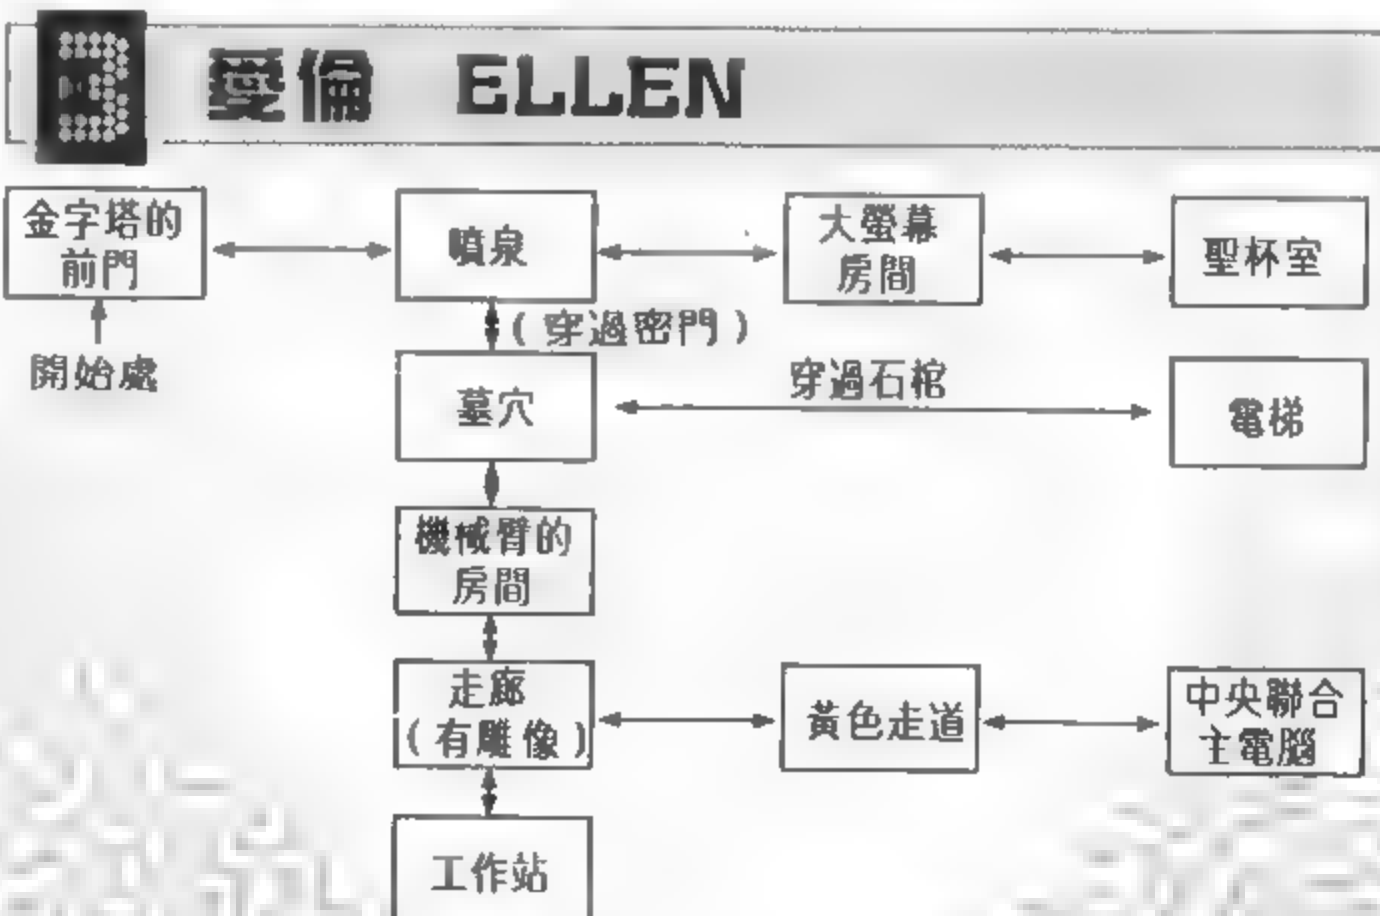 3 愛倫 ELLEN
金字塔的
前門
噴泉
大螢幕
房間
聖杯室
(穿過密門)
開始處
墓穴
穿過石棺
電梯
機械臂的
房間
走廊
(有雕像)
黃色走道
中央聯合
主電腦
工作站